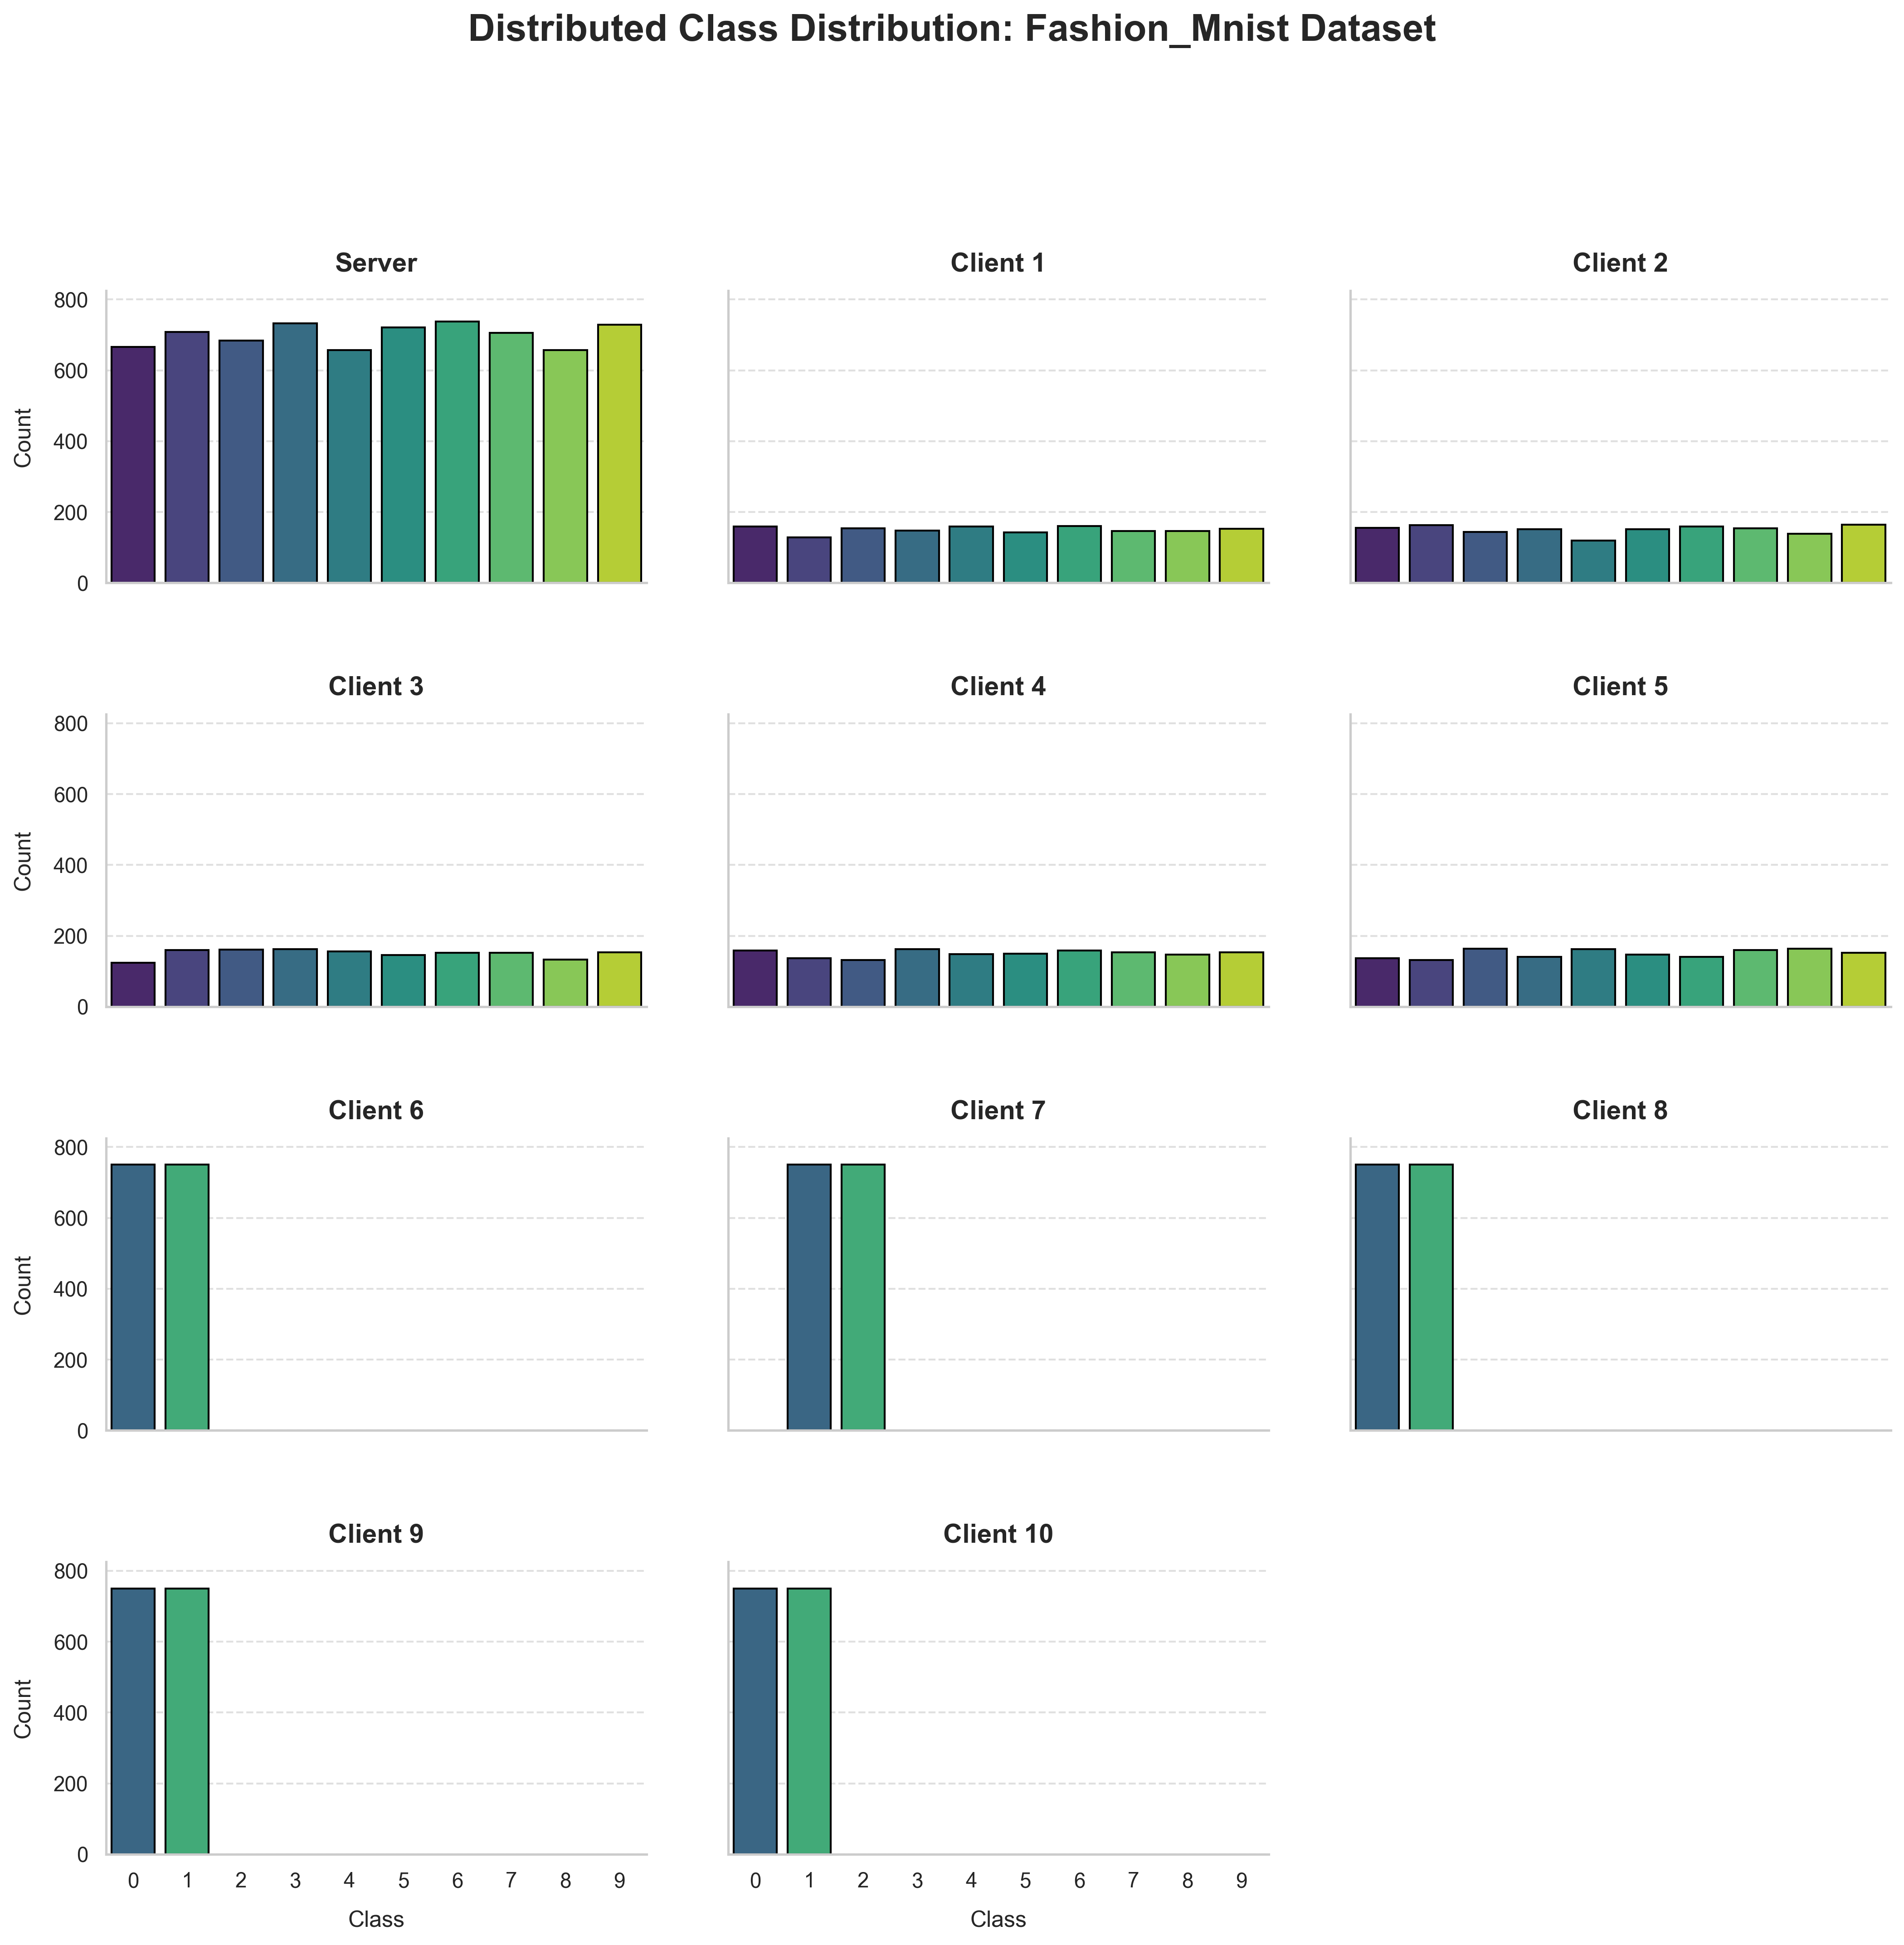 Distributed Class Distribution: Fashion_Mnist Dataset
Server
Client 1
Client 2
800
600
400
200
0
Count
Client 3
Client 4
Client 5
800
600
400
200
0
Count
Client 6
Client 7
Client 8
800
600
400
200
0
Count
Client 9
Client 10
800
600
400
200
0
Count
0 1 2 3 4 5 6 7 8 9
0 1 2 3 4 5 6 7 8 9
Class
Class